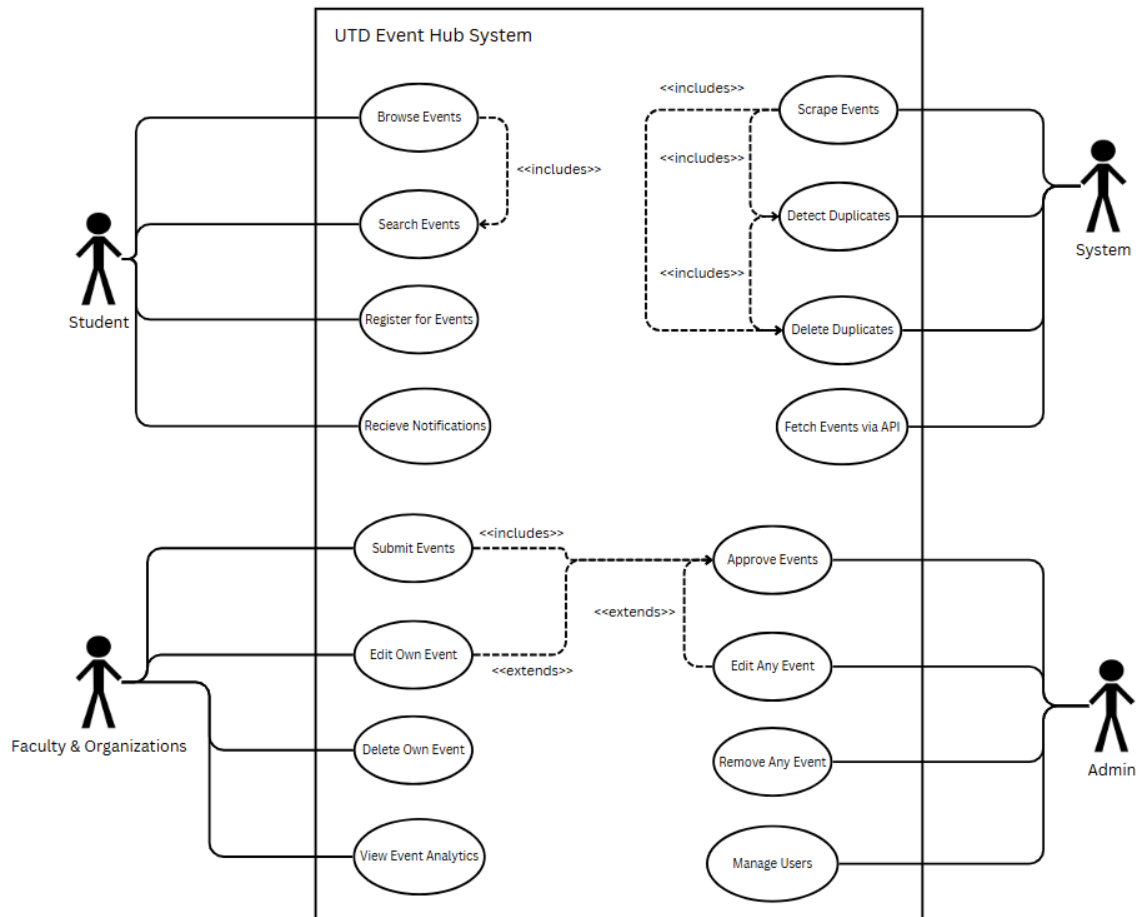 UTD Event Hub System
Browse Events
<<includes>>
Search Events
Register for Events
Recieve Notifications
Student
<<includes>>
Scrape Events
<<includes>>
Detect Duplicates
<<includes>>
Delete Duplicates
Fetch Events via API
System
Submit Events
<<includes>>
Edit Own Event
<<extends>>
Delete Own Event
View Event Analytics
Faculty & Organizations
Approve Events
<<extends>>
Edit Any Event
Remove Any Event
Manage Users
Admin